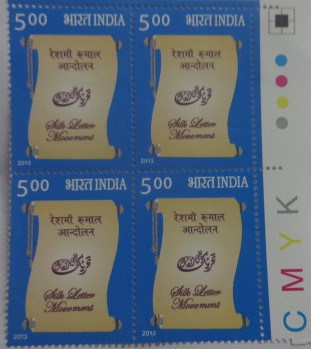 5.00 भारत INDIA 5.00 भारत INDIA
रेशमी रूमाल रेशमी रूमाल
आन्दोलन आन्दोलन
Silk Letter Silk Letter
Movement Movement
2013 2013
5.00 भारत INDIA 5.00 भारत INDIA
रेशमी रूमाल रेशमी रूमाल
आन्दोलन आन्दोलन
Silk Letter Silk Letter
Movement Movement
2013 2013
C M Y K